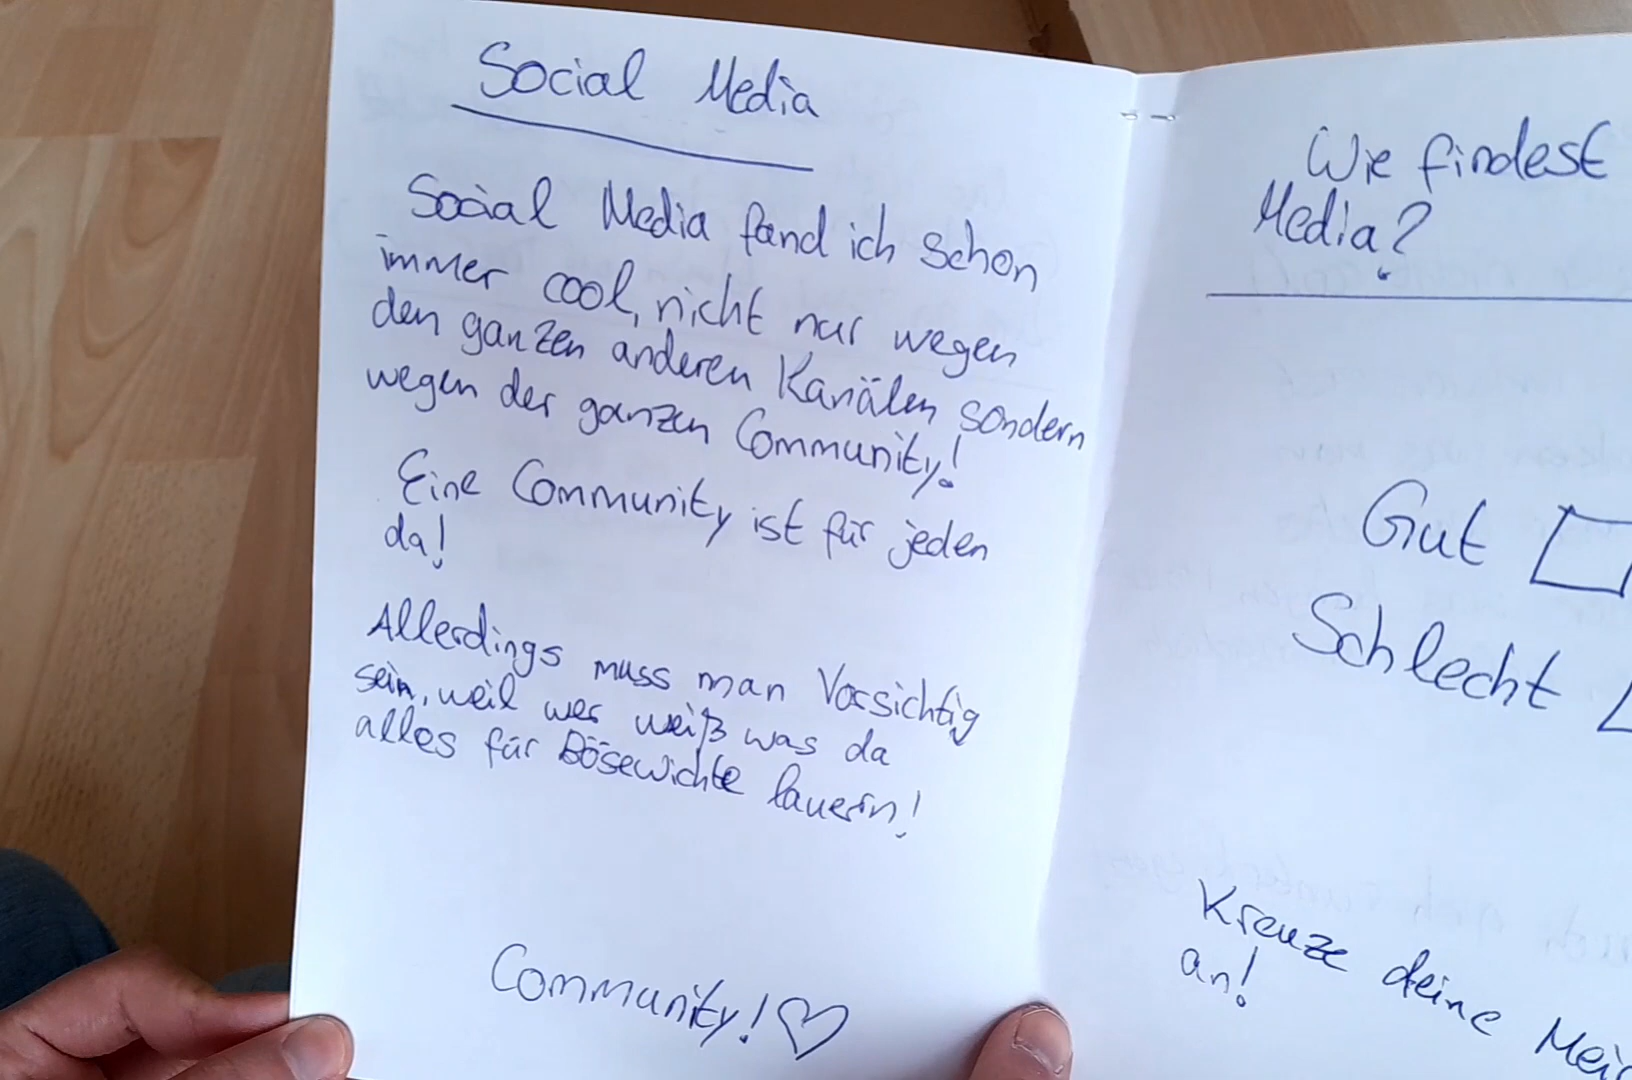 Social Media
Social Media fand ich schon
immer cool, nicht nur wegen
den ganzen anderen Kanälen sondern
wegen der ganzen Community!
Eine Community ist für jeden
da!
Allerdings muss man Vorsichtig
sein, weil wer weiß was da
alles für Bösewichte lauern!
Community! ♡
Wie findest
Media?
Gut
Schlecht
Kreuze deine
an!